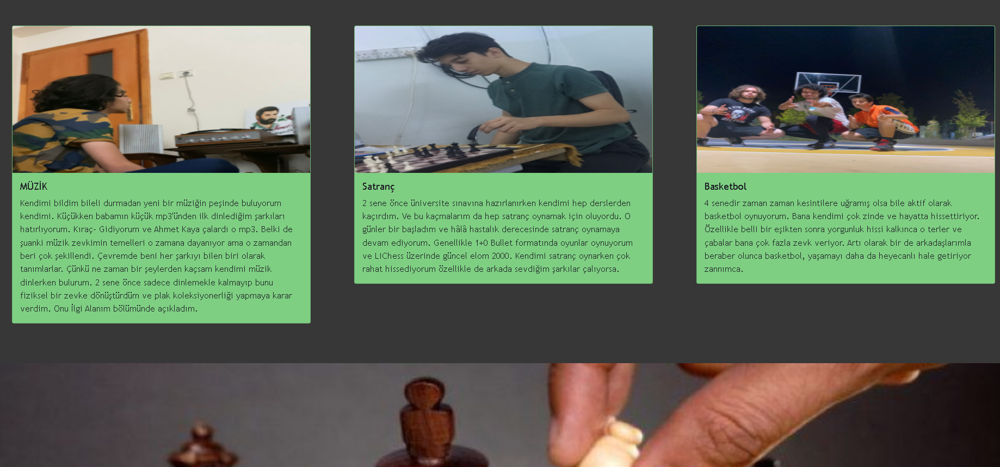 MÜZİK
Kendimi bildim bileli durmadan yeni bir müziğin peşinde buluyorum
kendimi. Küçükken babamın küçük mp3'ünden ilk dinlediğim şarkıları
hatırlıyorum. Kıraç- Gidiyorum ve Ahmet Kaya çalardı o mp3. Belki de
şuanki müzik zevkimin temelleri o zamana dayanıyor ama o zamandan
beri çok şekillendi. Çevremde beni her şarkıyı bilen biri olarak
tanımlarlar. Çünkü ne zaman bir şeylerden kaçsam kendimi müzik
dinlerken bulurum. 2 sene önce sadece dinlemekle kalmayıp bunu
fiziksel bir zevke dönüştürdüm ve plak koleksiyonerliği yapmaya karar
verdim. Onu İlgi Alanım bölümünde açıkladım.
Satranç
2 sene önce üniversite sınavına hazırlanırken kendimi hep derslerden
kaçırdım. Ve bu kaçmalarım da hep satranç oynamak için oluyordu. O
günler bir başladım ve hâlâ hastalık derecesinde satranç oynamaya
devam ediyorum. Genellikle 1+0 Bullet formatında oyunlar oynuyorum
ve LiChess üzerinde güncel elom 2000. Kendimi satranç oynarken çok
rahat hissediyorum özellikle de arkada sevdiğim şarkılar çalıyorsa.
Basketbol
4 senedir zaman zaman kesintilere uğramış olsa bile aktif olarak
basketbol oynuyorum. Bana kendimi çok zinde ve hayatta hissettiriyor.
Özellikle belli bir eşikten sonra yorgunluk hissi kalkınca o terler ve
çabalar bana çok fazla zevk veriyor. Artı olarak bir de arkadaşlarımla
beraber olunca basketbol, yaşamayı daha da heyecanlı hale getiriyor
zannımca.